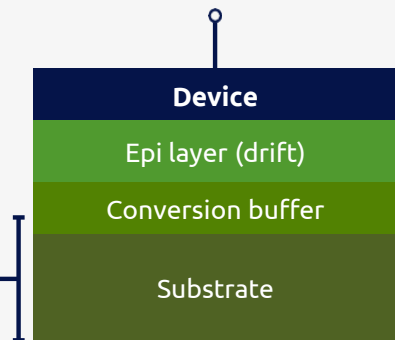 Device
Epi layer (drift)
Conversion buffer
Substrate